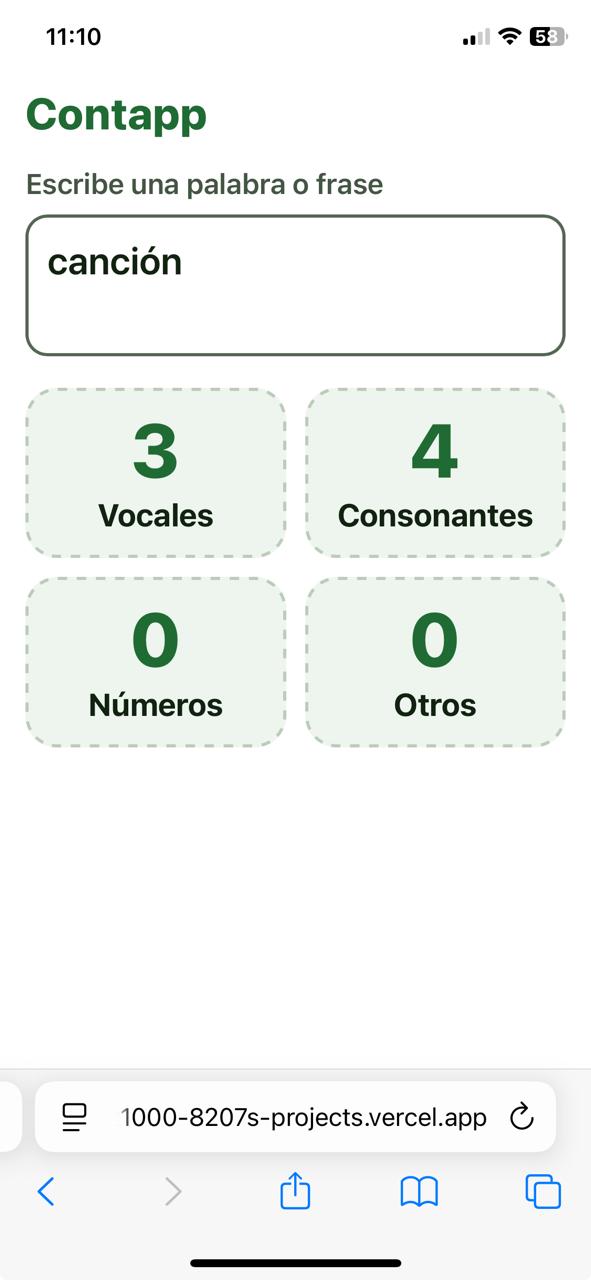 11:10
58
Contapp
Escribe una palabra o frase
canción
3
Vocales
4
Consonantes
0
Números
0
Otros
1000-8207s-projects.vercel.app